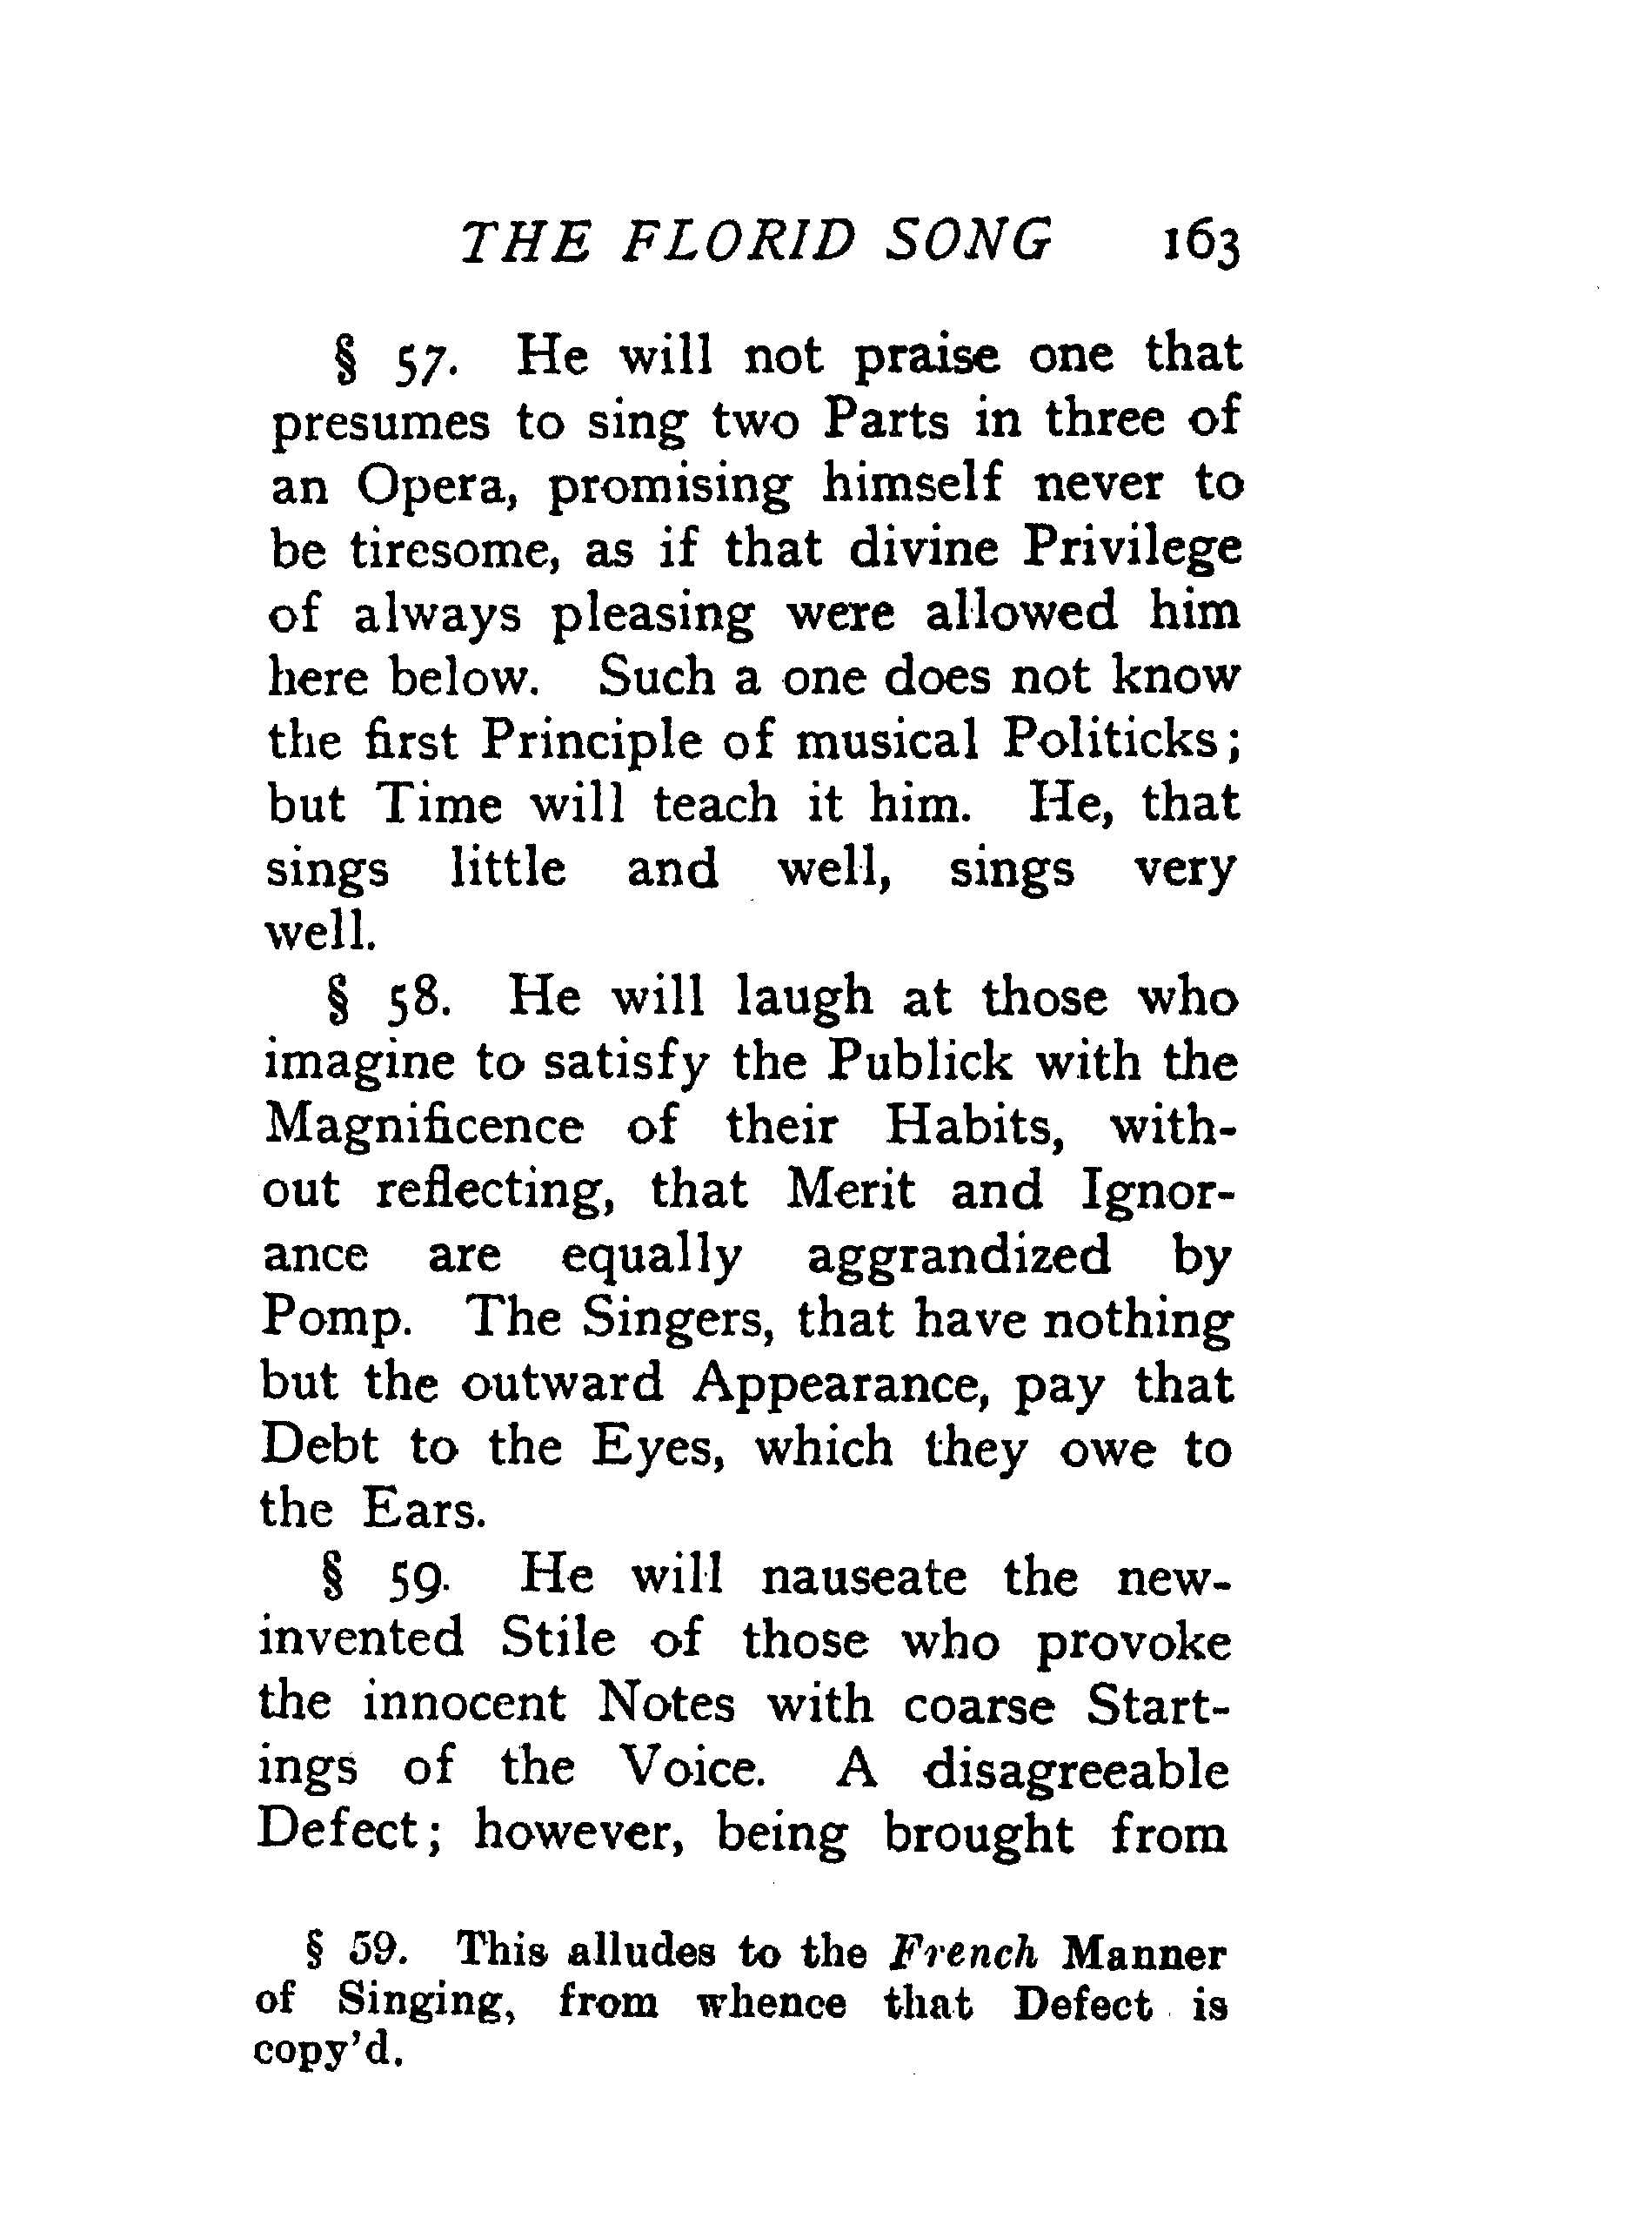 THE FLORID SONG 163
§ 57. He will not praise one that
presumes to sing two Parts in three of
an Opera, promising himself never to
be tiresome, as if that divine Privilege
of always pleasing were allowed him
here below. Such a one does not know
the first Principle of musical Politicks;
but Time will teach it him. He, that
sings little and well, sings very
well.
§ 58. He will laugh at those who
imagine to satisfy the Publick with the
Magnificence of their Habits, with-
out reflecting, that Merit and Ignor-
ance are equally aggrandized by
Pomp. The Singers, that have nothing
but the outward Appearance, pay that
Debt to the Eyes, which they owe to
the Ears.
§ 59. He will nauseate the new-
invented Stile of those who provoke
the innocent Notes with coarse Start-
ings of the Voice. A disagreeable
Defect; however, being brought from
§ 59. This alludes to the French Manner
of Singing, from whence that Defect is
copy'd.